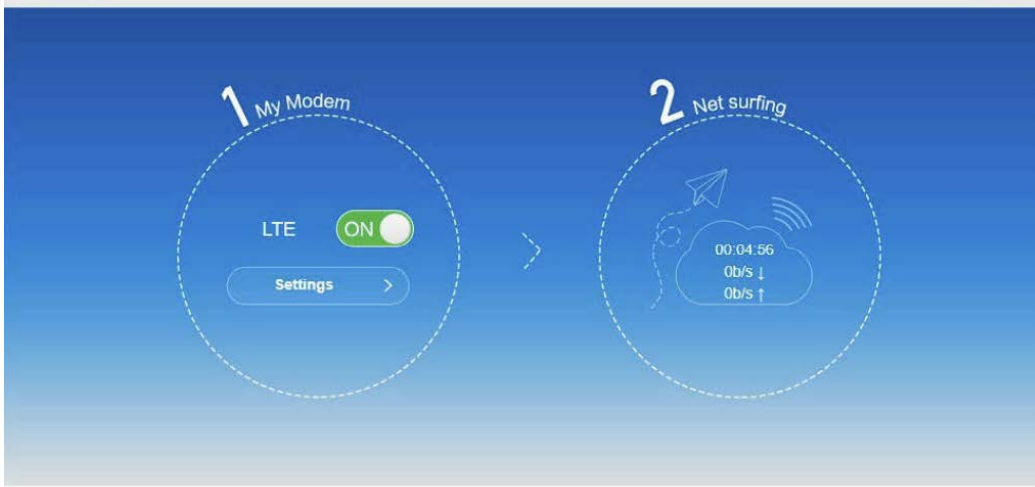 1 My Modem
LTE ON
Settings >
2 Net surfing
00:04:56
0b/s ↓
0b/s ↑